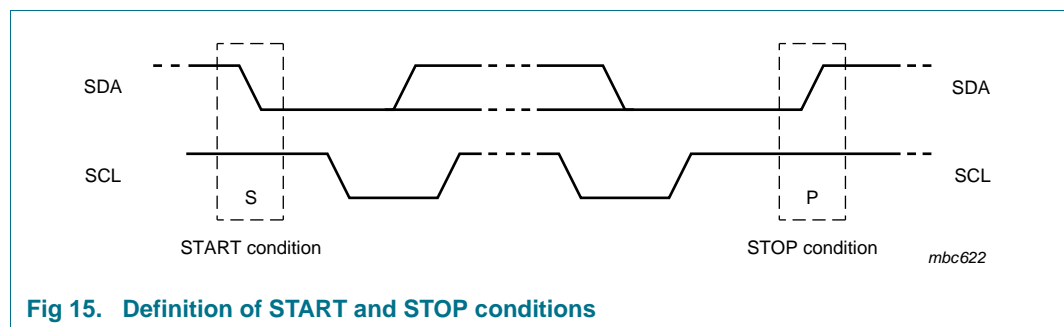 SDA SDA
SCL SCL
S P
START condition STOP condition
mbc622
Fig 15. Definition of START and STOP conditions